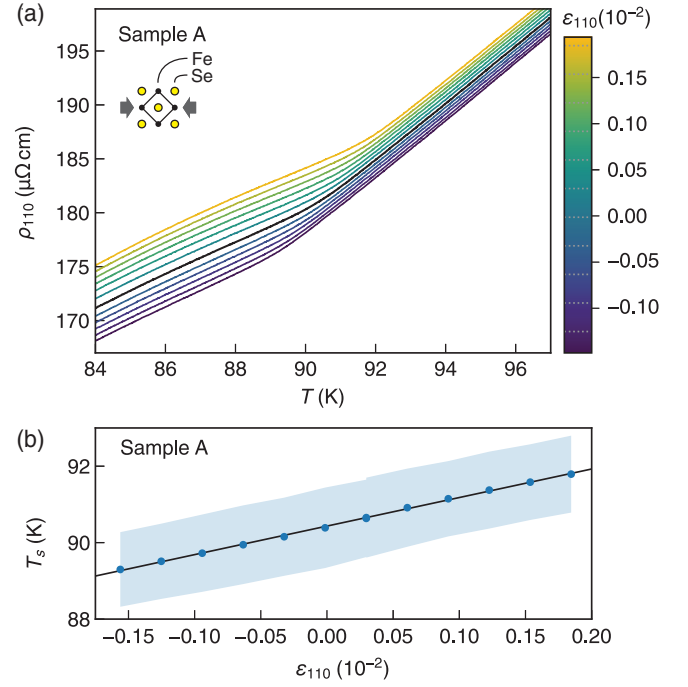 (a)
Sample A
Fe
Se
ε110(10⁻²)
195
190
185
180
175
170
ρ110 (μΩ cm)
84 86 88 90 92 94 96
T (K)
0.15
0.10
0.05
0.00
−0.05
−0.10
(b)
Sample A
92
90
88
Ts (K)
−0.15 −0.10 −0.05 0.00 0.05 0.10 0.15 0.20
ε110 (10⁻²)